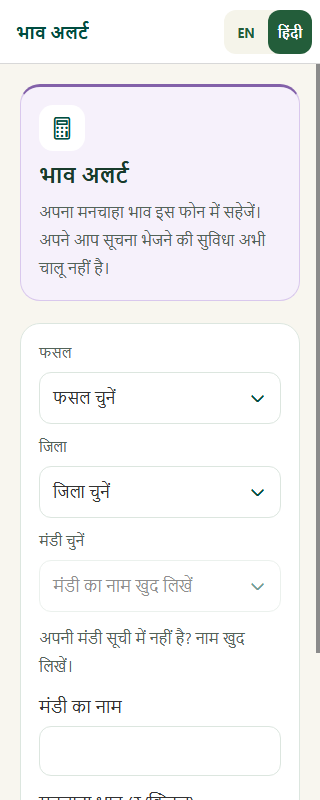 भाव अलर्ट
EN
हिंदी
भाव अलर्ट
अपना मनचाहा भाव इस फोन में सहेजें।
अपने आप सूचना भेजने की सुविधा अभी
चालू नहीं है।
फसल
फसल चुनें
जिला
जिला चुनें
मंडी चुनें
मंडी का नाम खुद लिखें
अपनी मंडी सूची में नहीं है? नाम खुद
लिखें।
मंडी का नाम